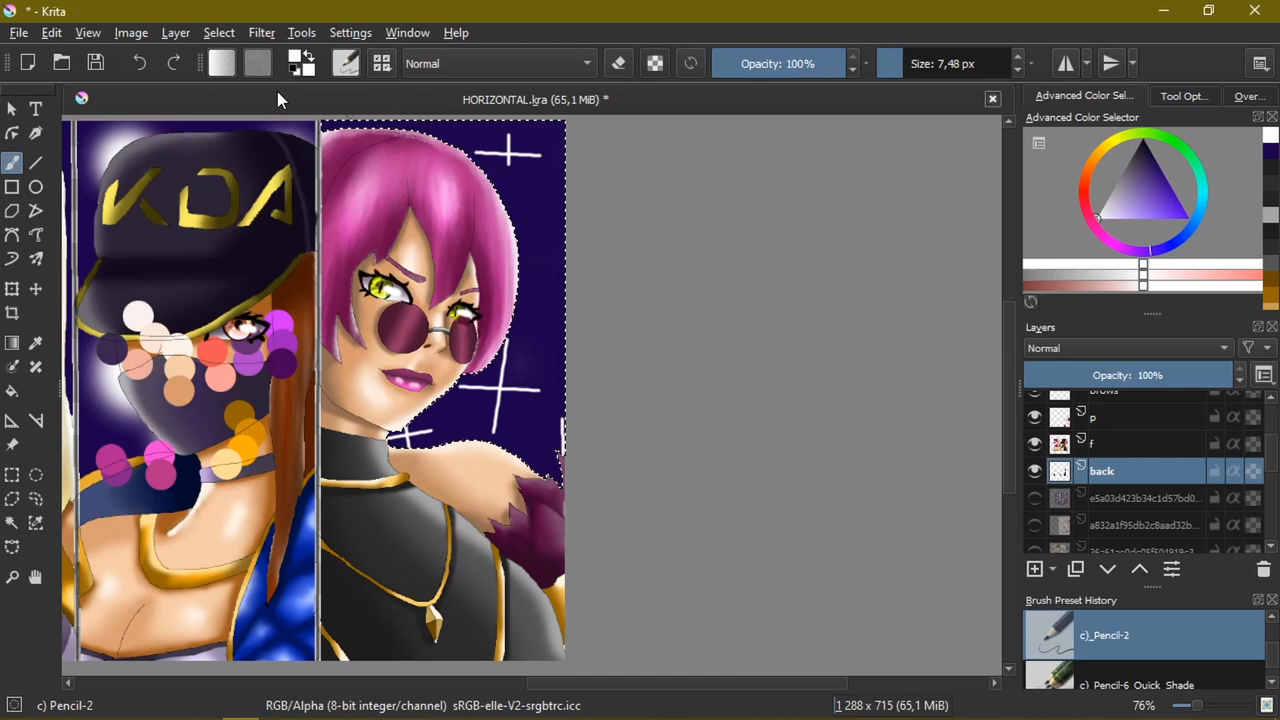 * - Krita
File Edit View Image Layer Select Filter Tools Settings Window Help
Normal
Opacity: 100%
Size: 7,48 px
HORIZONTAL.kra (65,1 MiB) *
Advanced Color Sel...
Tool Opt...
Over...
Advanced Color Selector
KDA
Layers
Normal
Opacity: 100%
brows
p
f
back
e5a03d423b34c1d57bd0...
a832a1f95db2c8aad32b...
Brush Preset History
c)_Pencil-2
c)_Pencil-6_Quick_Shade
c) Pencil-2
RGB/Alpha (8-bit integer/channel) sRGB-elle-V2-srgbtrc.icc
1 288 x 715 (65,1 MiB)
76%